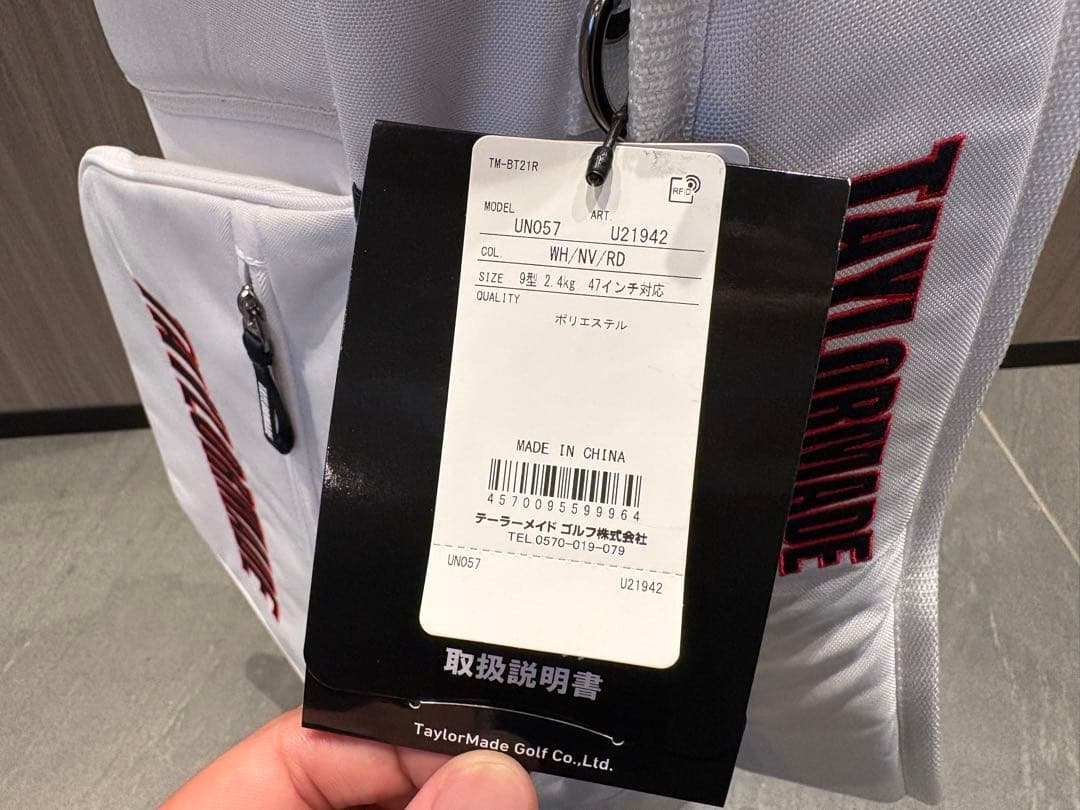 TM-BT21R
RFID
MODEL UN057 ART. U21942
COL. WH/NV/RD
SIZE 9型 2.4kg 47インチ対応
QUALITY
ポリエステル
MADE IN CHINA
4570095599964
テーラーメイド ゴルフ株式会社
TEL.0570-019-079
UN057 U21942
取扱説明書
TaylorMade Golf Co.,Ltd.
TAYLORMADE
TAYLORMADE